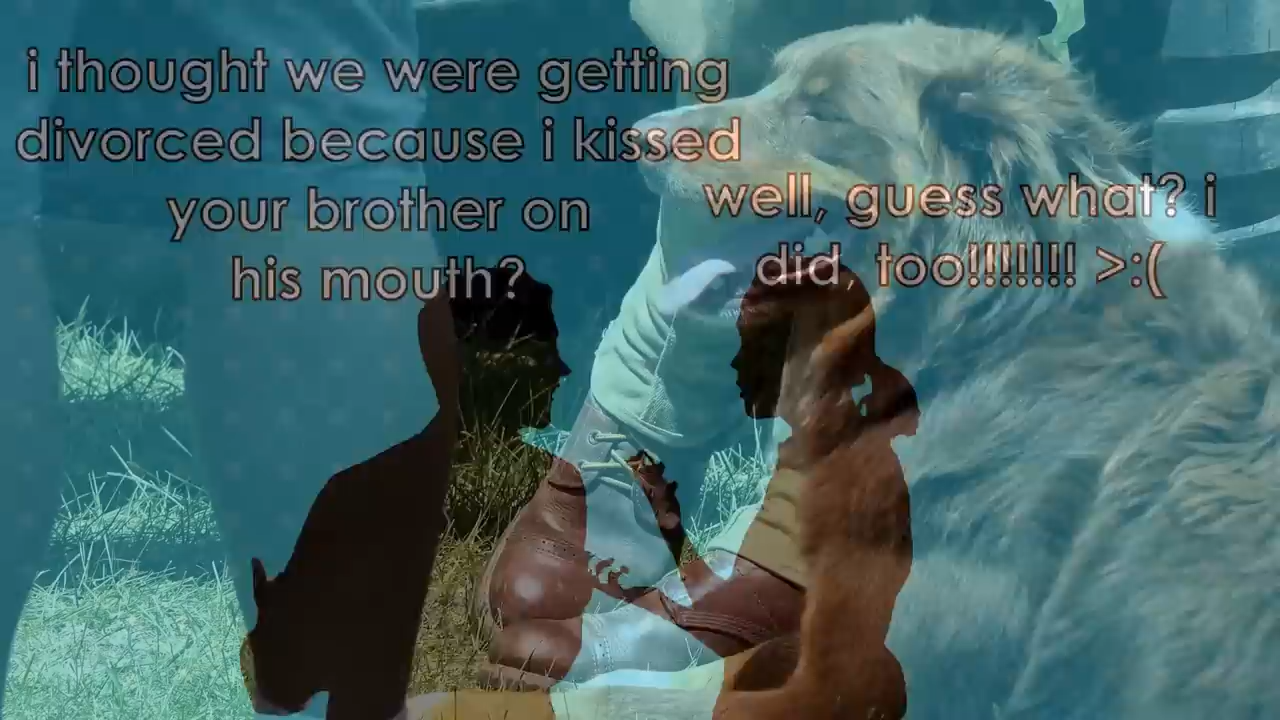 i thought we were getting
divorced because i kissed
your brother on
his mouth?
well, guess what? i
did, too!!!!!!! >:(